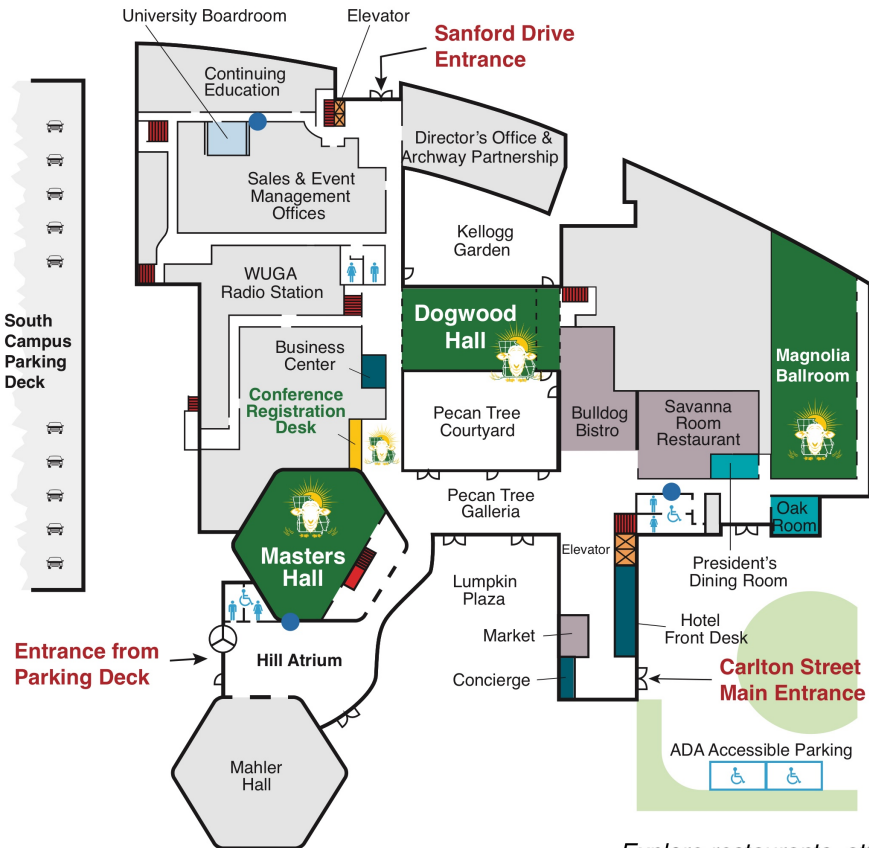 University Boardroom
Elevator
Sanford Drive
Entrance
Continuing
Education
Director's Office &
Archway Partnership
Sales & Event
Management
Offices
Kellogg
Garden
WUGA
Radio Station
South
Campus
Parking
Deck
Dogwood
Hall
Business
Center
Magnolia
Ballroom
Conference
Registration
Desk
Pecan Tree
Courtyard
Bulldog
Bistro
Savanna
Room
Restaurant
Pecan Tree
Galleria
Oak
Room
Masters
Hall
Elevator
President's
Dining Room
Lumpkin
Plaza
Hotel
Front Desk
Market
Entrance from
Parking Deck
Hill Atrium
Concierge
Carlton Street
Main Entrance
ADA Accessible Parking
Mahler
Hall